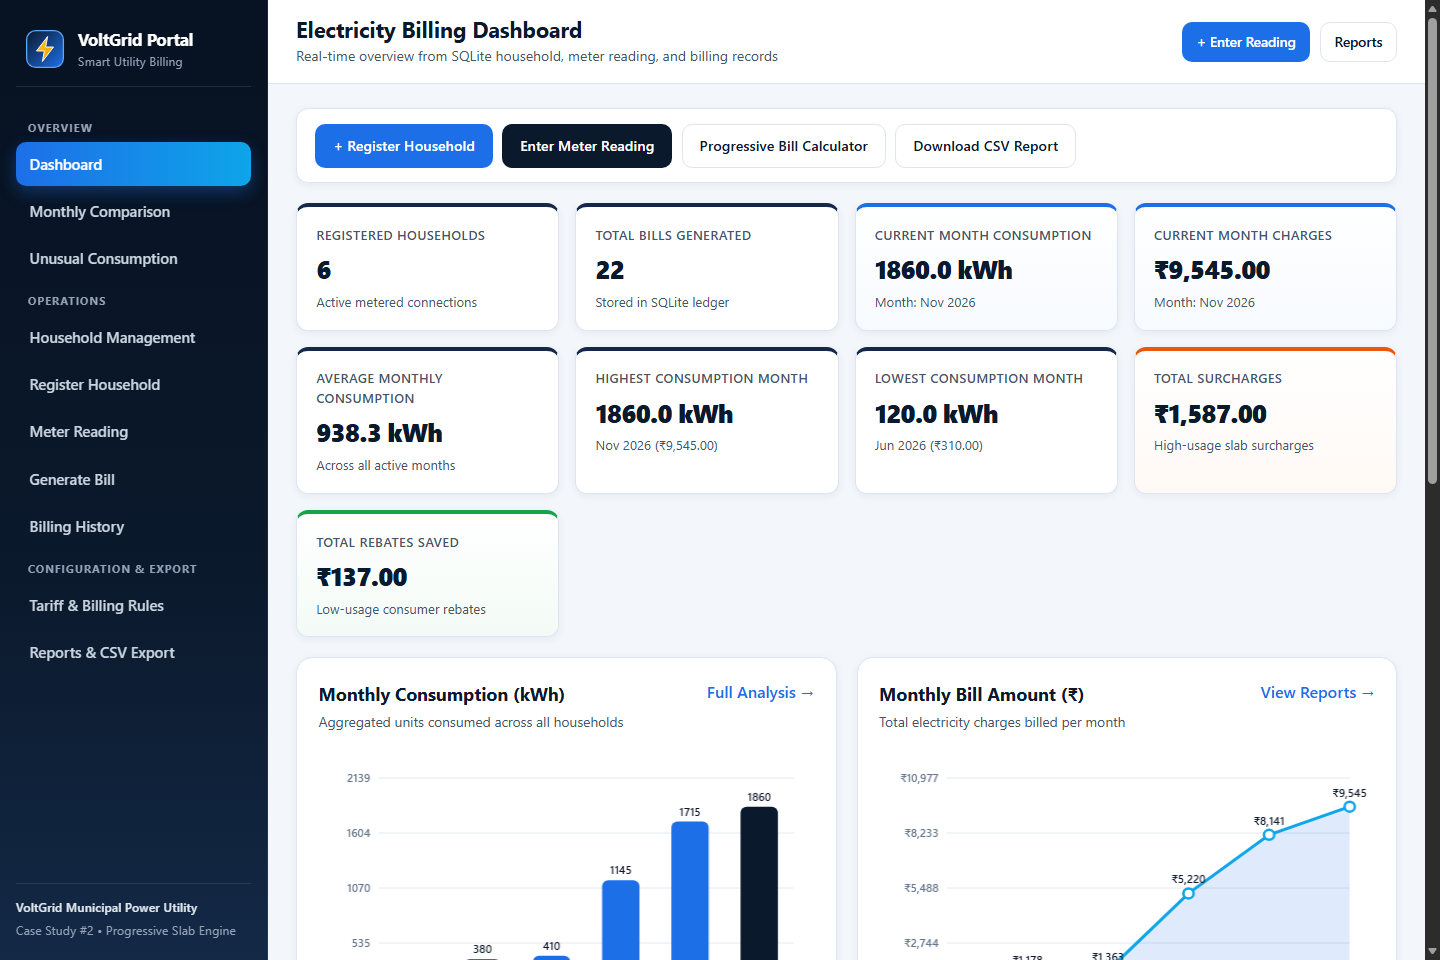 VoltGrid Portal
Smart Utility Billing
OVERVIEW
Dashboard
Monthly Comparison
Unusual Consumption
OPERATIONS
Household Management
Register Household
Meter Reading
Generate Bill
Billing History
CONFIGURATION & EXPORT
Tariff & Billing Rules
Reports & CSV Export
VoltGrid Municipal Power Utility
Case Study #2 • Progressive Slab Engine
Electricity Billing Dashboard
Real-time overview from SQLite household, meter reading, and billing records
+ Enter Reading
Reports
+ Register Household
Enter Meter Reading
Progressive Bill Calculator
Download CSV Report
REGISTERED HOUSEHOLDS
6
Active metered connections
TOTAL BILLS GENERATED
22
Stored in SQLite ledger
CURRENT MONTH CONSUMPTION
1860.0 kWh
Month: Nov 2026
CURRENT MONTH CHARGES
₹9,545.00
Month: Nov 2026
AVERAGE MONTHLY
CONSUMPTION
938.3 kWh
Across all active months
HIGHEST CONSUMPTION MONTH
1860.0 kWh
Nov 2026 (₹9,545.00)
LOWEST CONSUMPTION MONTH
120.0 kWh
Jun 2026 (₹310.00)
TOTAL SURCHARGES
₹1,587.00
High-usage slab surcharges
TOTAL REBATES SAVED
₹137.00
Low-usage consumer rebates
Monthly Consumption (kWh)
Full Analysis →
Aggregated units consumed across all households
2139
1604
1070
535
380
410
1145
1715
1860
Monthly Bill Amount (₹)
View Reports →
Total electricity charges billed per month
₹10,977
₹8,233
₹5,488
₹2,744
₹1,178
₹1,363
₹5,220
₹8,141
₹9,545